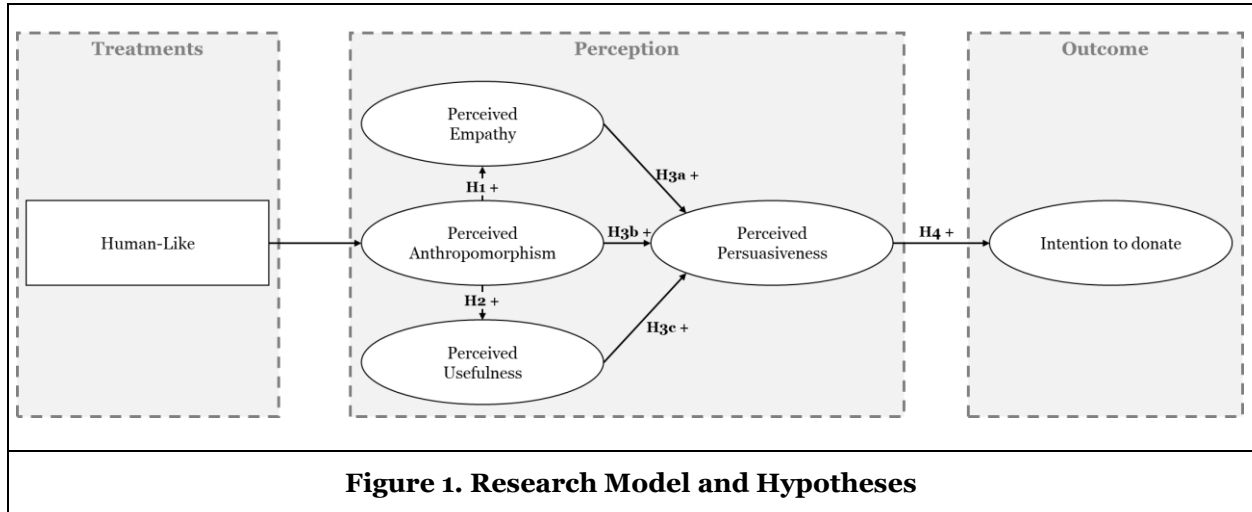 Treatments
Perception
Outcome
Perceived
Empathy
H1 +
H3a +
Human-Like
Perceived
Anthropomorphism
H3b +
Perceived
Persuasiveness
H4 +
Intention to donate
H2 +
H3c +
Perceived
Usefulness
Figure 1. Research Model and Hypotheses